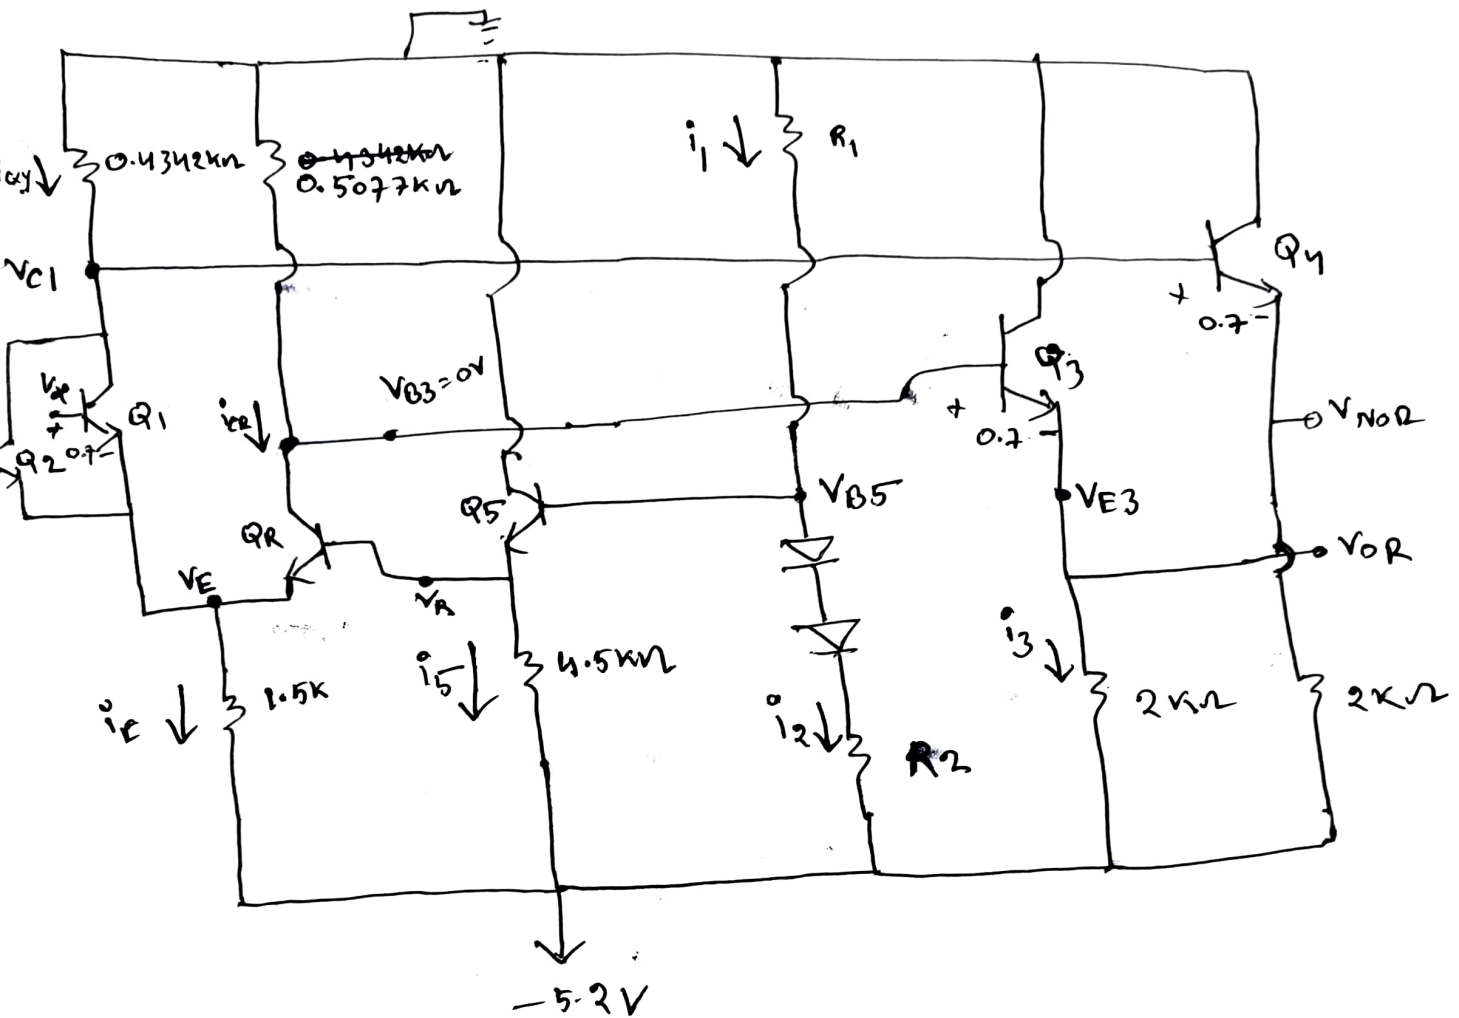 i₁
R₁
0.4342kΩ
0.5077kΩ
VC1
Q4
+
0.7-
Vx
+
0.7-
Q1
Q2
VB3=0V
iCR
Q3
+
0.7-
VNOR
QR
Q5
VB5
VE3
VOR
VE
VR
iE
1.5K
i5
4.5KΩ
i2
R2
i3
2KΩ
2KΩ
-5.2V